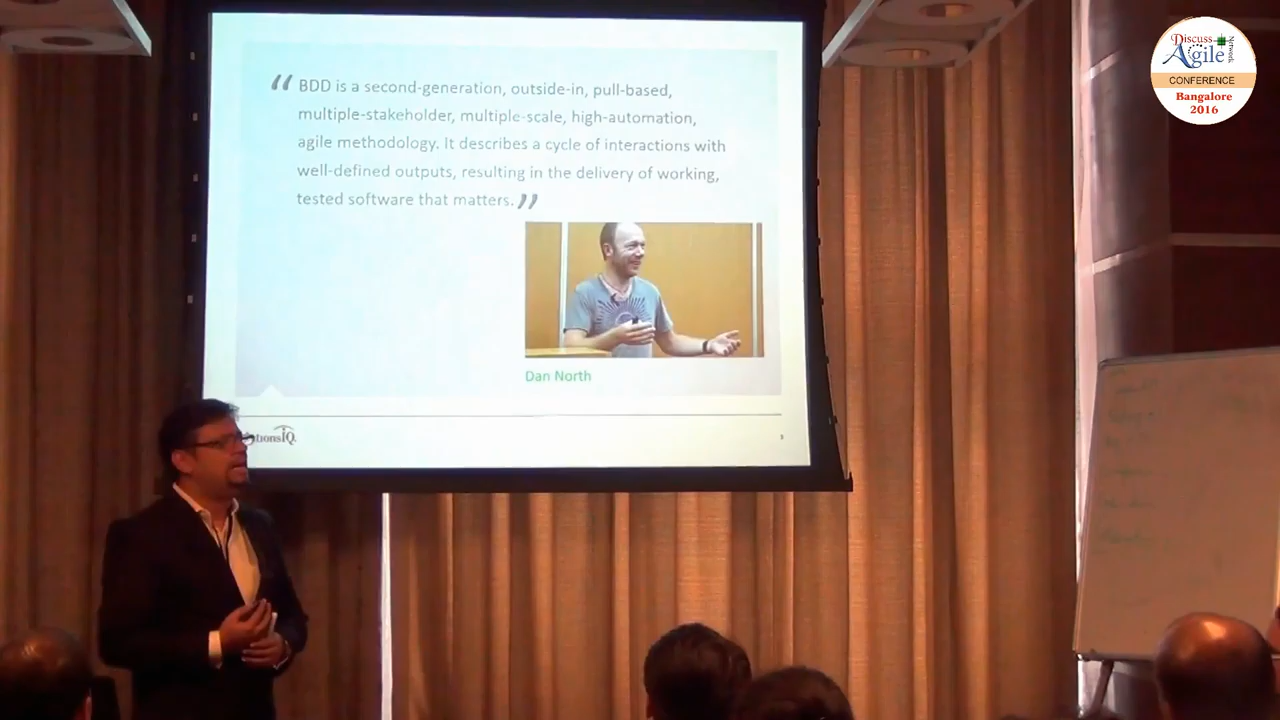 “ BDD is a second-generation, outside-in, pull-based,
multiple-stakeholder, multiple-scale, high-automation,
agile methodology. It describes a cycle of interactions with
well-defined outputs, resulting in the delivery of working,
tested software that matters. ”
Dan North
utionsIQ.
Discuss
Agile
Network
CONFERENCE
Bangalore
2016